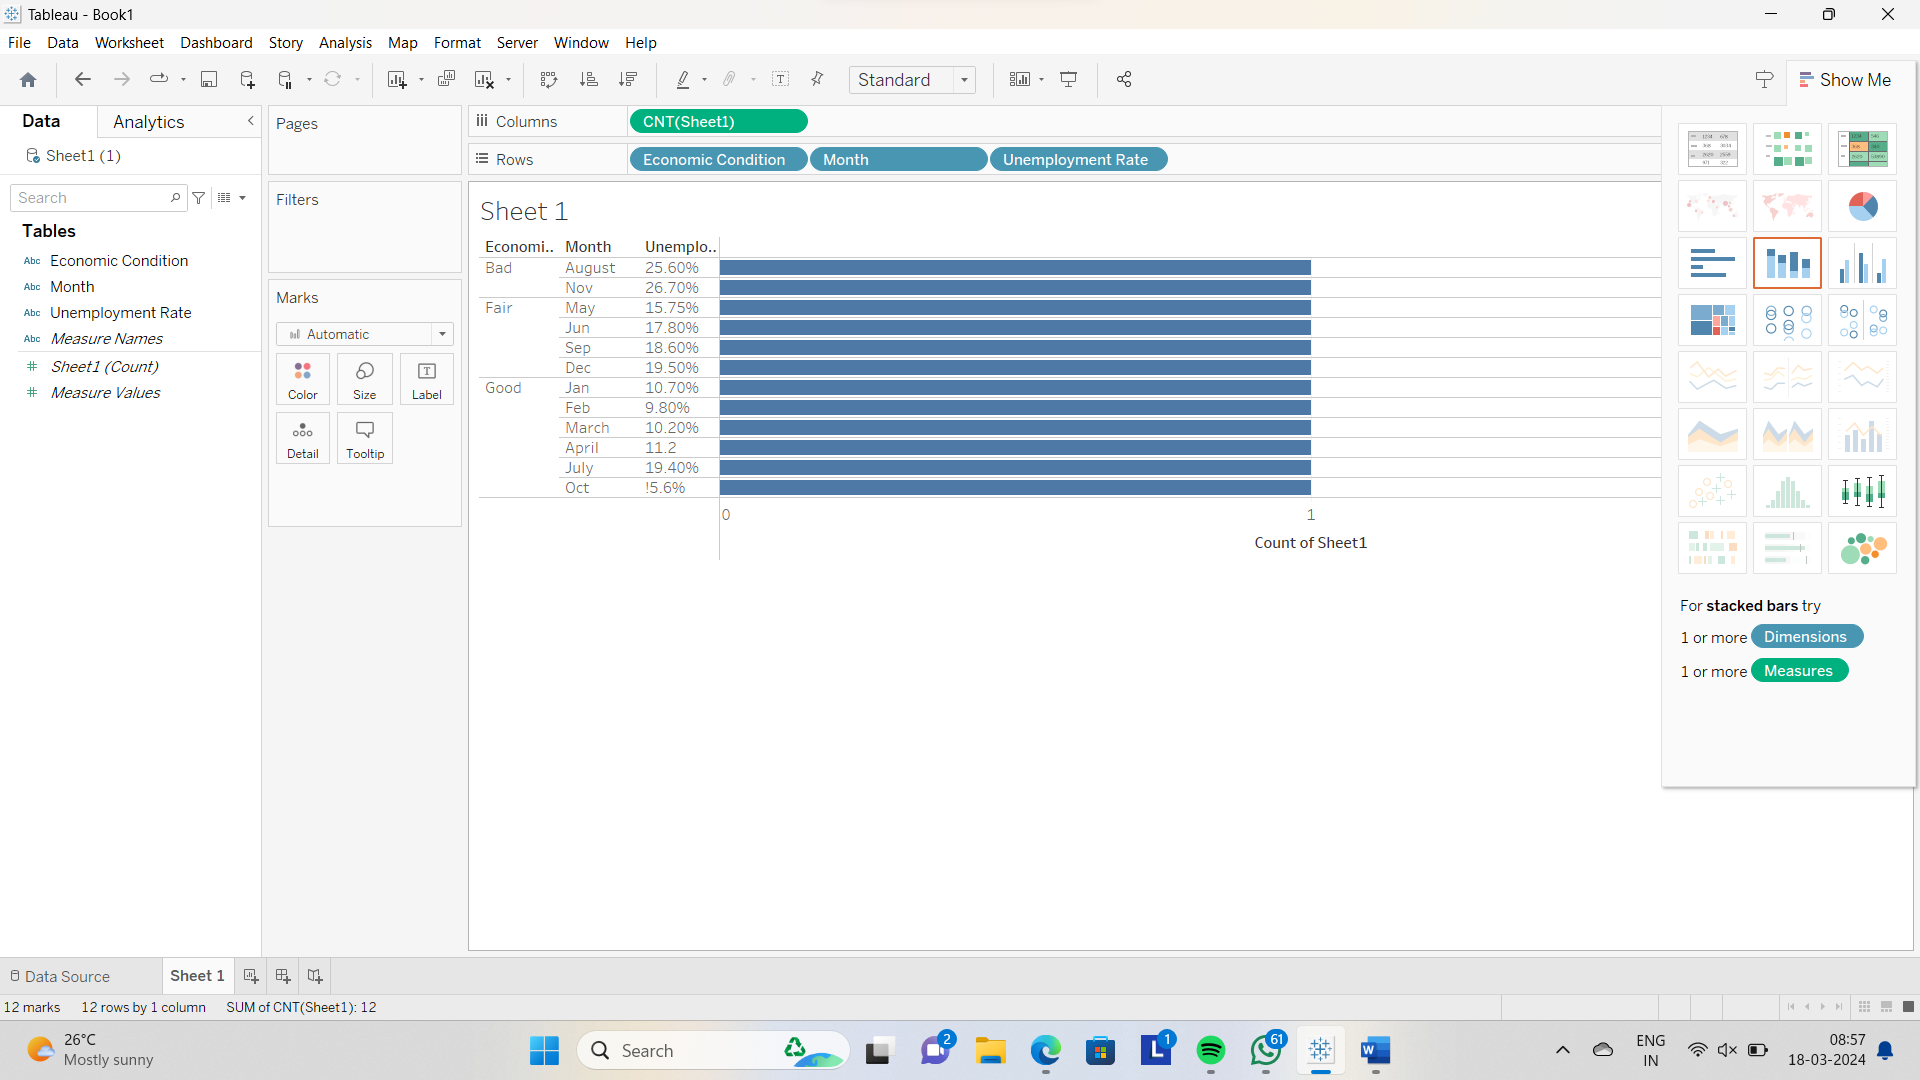 Tableau - Book1
File Data Worksheet Dashboard Story Analysis Map Format Server Window Help
Standard
Show Me
Data
Analytics
Sheet1 (1)
Search
Tables
Abc Economic Condition
Abc Month
Abc Unemployment Rate
Abc Measure Names
# Sheet1 (Count)
# Measure Values
Pages
Filters
Marks
Automatic
Color Size Label
Detail Tooltip
Columns CNT(Sheet1)
Rows Economic Condition Month Unemployment Rate
Sheet 1
Economi.. Month Unemplo..
Bad August 25.60%
Nov 26.70%
Fair May 15.75%
Jun 17.80%
Sep 18.60%
Dec 19.50%
Good Jan 10.70%
Feb 9.80%
March 10.20%
April 11.2
July 19.40%
Oct !5.6%
0 1
Count of Sheet1
For stacked bars try
1 or more Dimensions
1 or more Measures
Data Source Sheet 1
12 marks 12 rows by 1 column SUM of CNT(Sheet1): 12
26°C
Mostly sunny
Search
2
1
61
ENG
IN
08:57
18-03-2024